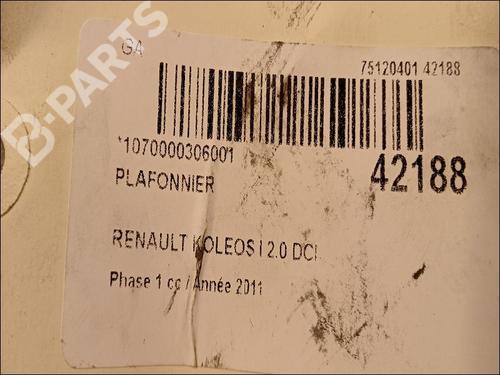 GA
75120401 42188
*1070000306001
42188
PLAFONNIER
RENAULT KOLEOS I 2.0 DCI
Phase 1 cc / Année 2011
B-PARTS